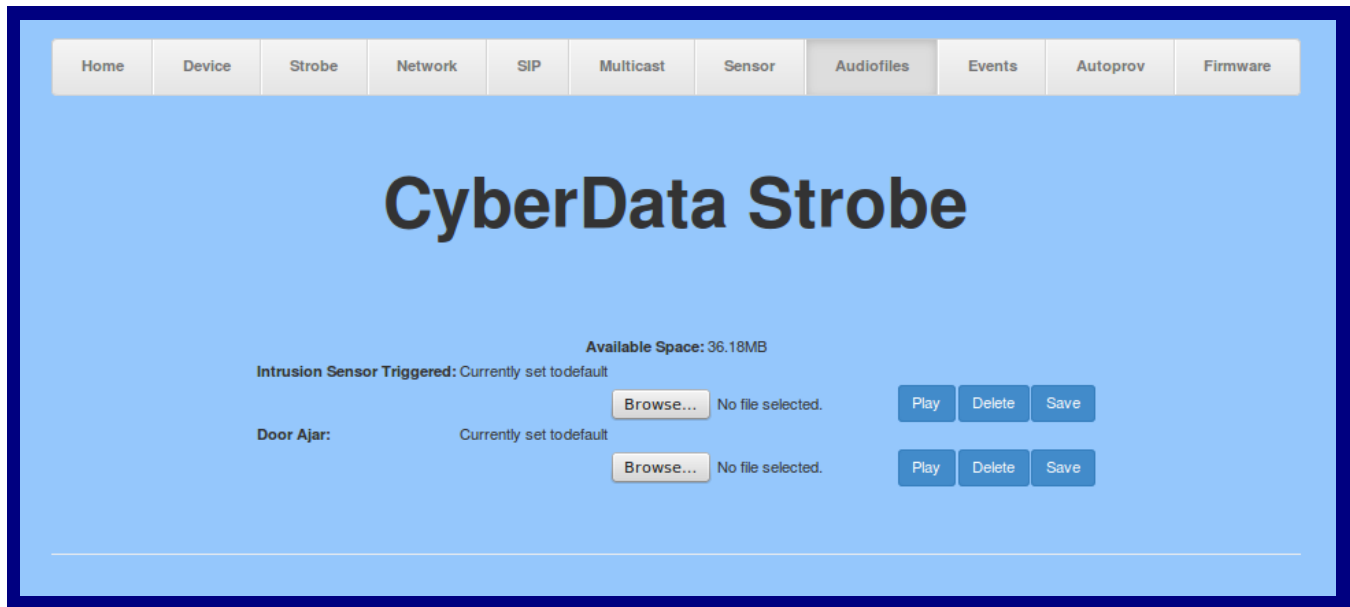 Home Device Strobe Network SIP Multicast Sensor Audiofiles Events Autoprov Firmware
CyberData Strobe
Available Space: 36.18MB
Intrusion Sensor Triggered: Currently set todefault
Browse... No file selected. Play Delete Save
Door Ajar: Currently set todefault
Browse... No file selected. Play Delete Save